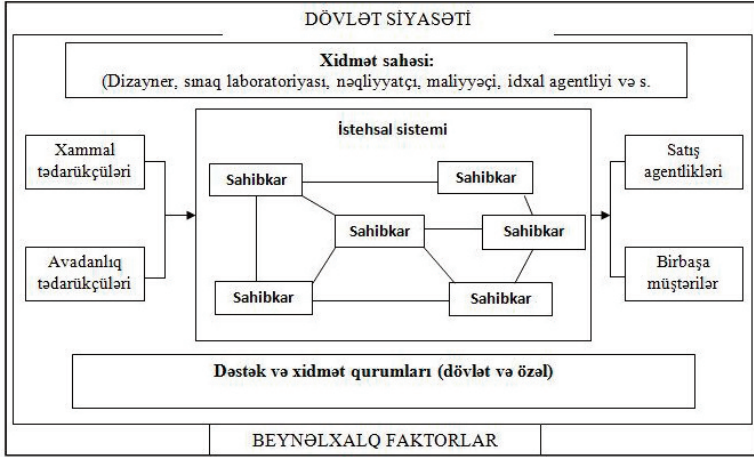 DÖVLƏT SİYASƏTİ
Xidmət sahəsi:
(Dizayner, sınaq laboratoriyası, nəqliyyatçı, maliyyəçi, idxal agentliyi və s.
İstehsal sistemi
Xammal
tədarükçüləri
Avadanlıq
tədarükçüləri
Sahibkar
Sahibkar
Sahibkar
Sahibkar
Sahibkar
Sahibkar
Satış
agentlikləri
Birbaşa
müştərilər
Dəstək və xidmət qurumları (dövlət və özəl)
BEYNƏLXALQ FAKTORLAR